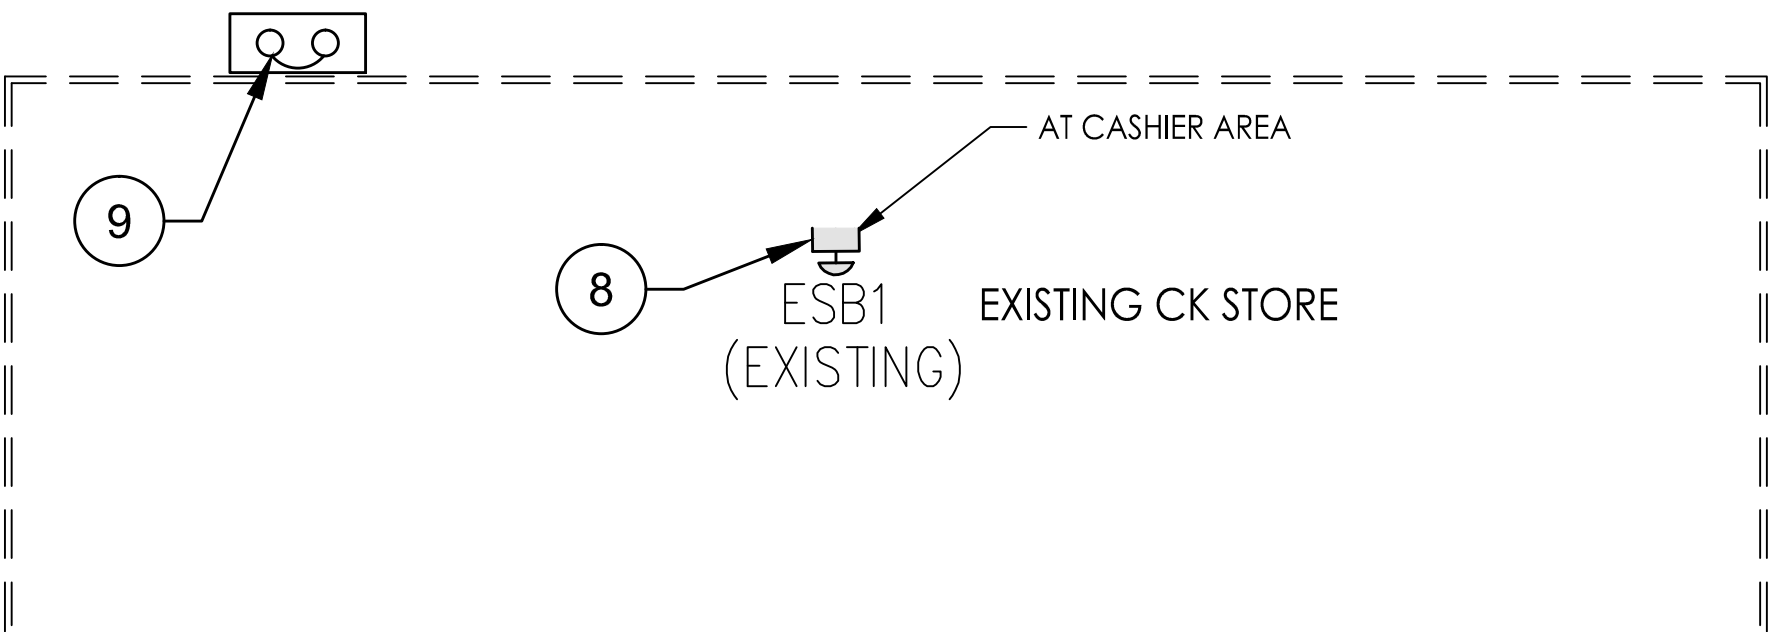 AT CASHIER AREA
9
8
ESB1
(EXISTING)
EXISTING CK STORE